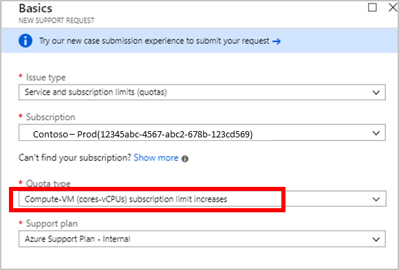 Basics
NEW SUPPORT REQUEST
Try our new case submission experience to submit your request →
* Issue type
Service and subscription limits (quotas)
* Subscription
Contoso – Prod(12345abc-4567-abc2-678b-123cd569)
Can't find your subscription? Show more
* Quota type
Compute-VM (cores-vCPUs) subscription limit increases
* Support plan
Azure Support Plan - Internal